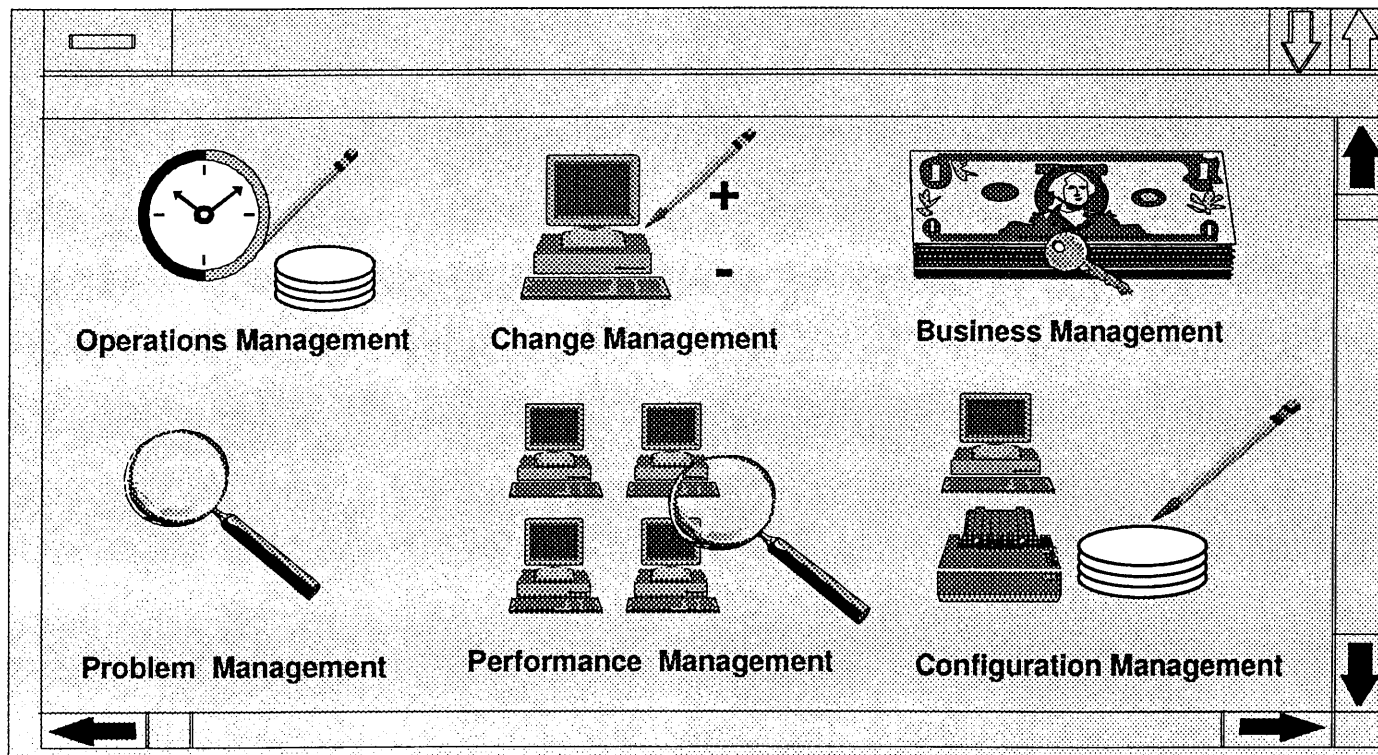 Operations Management
Change Management
Business Management
Problem Management
Performance Management
Configuration Management